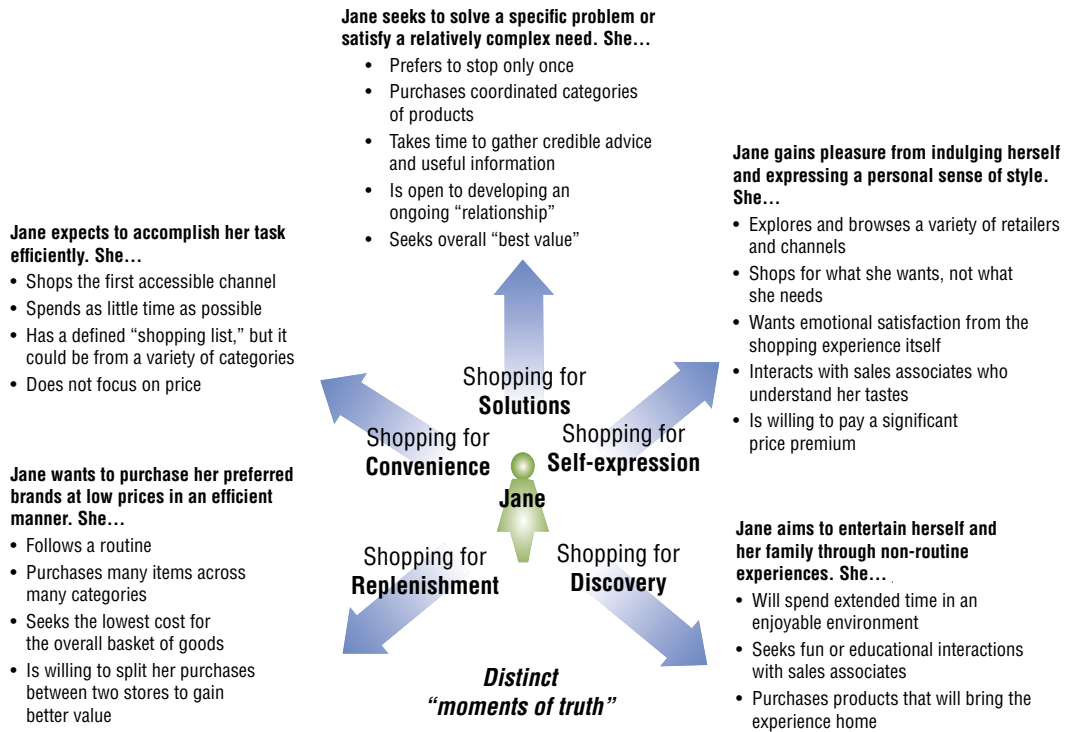 Jane seeks to solve a specific problem or
satisfy a relatively complex need. She…
• Prefers to stop only once
• Purchases coordinated categories
of products
• Takes time to gather credible advice
and useful information
• Is open to developing an
ongoing “relationship”
• Seeks overall “best value”
Jane gains pleasure from indulging herself
and expressing a personal sense of style.
She…
• Explores and browses a variety of retailers
and channels
• Shops for what she wants, not what
she needs
• Wants emotional satisfaction from the
shopping experience itself
• Interacts with sales associates who
understand her tastes
• Is willing to pay a significant
price premium
Jane expects to accomplish her task
efficiently. She…
• Shops the first accessible channel
• Spends as little time as possible
• Has a defined “shopping list,” but it
could be from a variety of categories
• Does not focus on price
Shopping for
Solutions
Shopping for
Convenience
Shopping for
Self-expression
Jane
Shopping for
Replenishment
Shopping for
Discovery
Jane wants to purchase her preferred
brands at low prices in an efficient
manner. She…
• Follows a routine
• Purchases many items across
many categories
• Seeks the lowest cost for
the overall basket of goods
• Is willing to split her purchases
between two stores to gain
better value
Jane aims to entertain herself and
her family through non-routine
experiences. She…
• Will spend extended time in an
enjoyable environment
• Seeks fun or educational interactions
with sales associates
• Purchases products that will bring the
experience home
Distinct
“moments of truth”